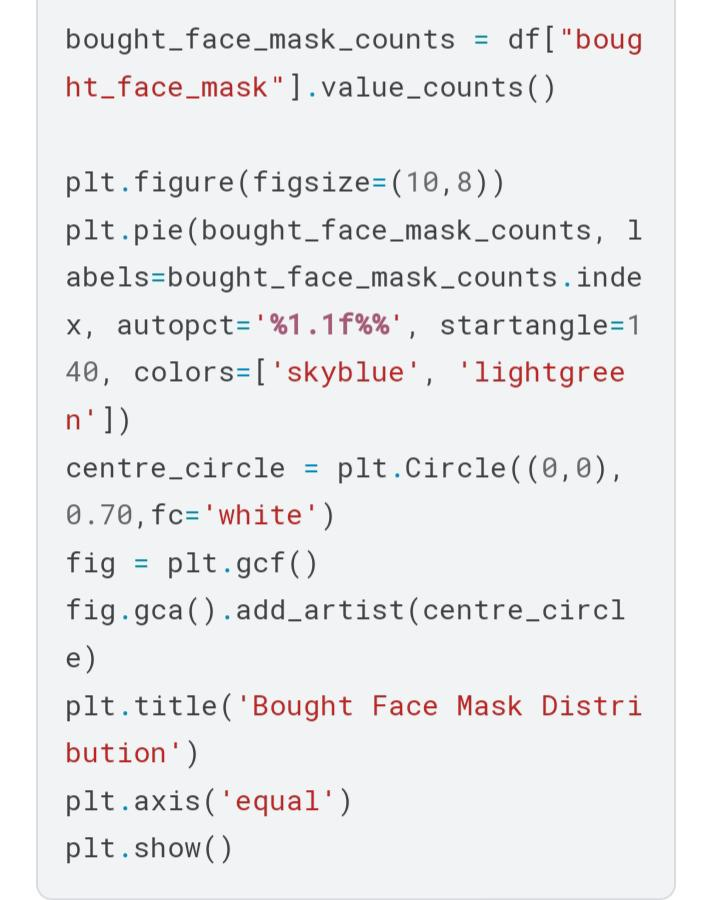 bought_face_mask_counts = df["boug
ht_face_mask"].value_counts()

plt.figure(figsize=(10,8))
plt.pie(bought_face_mask_counts, l
abels=bought_face_mask_counts.inde
x, autopct='%1.1f%%', startangle=1
40, colors=['skyblue', 'lightgree
n'])
centre_circle = plt.Circle((0,0),
0.70,fc='white')
fig = plt.gcf()
fig.gca().add_artist(centre_circl
e)
plt.title('Bought Face Mask Distri
bution')
plt.axis('equal')
plt.show()